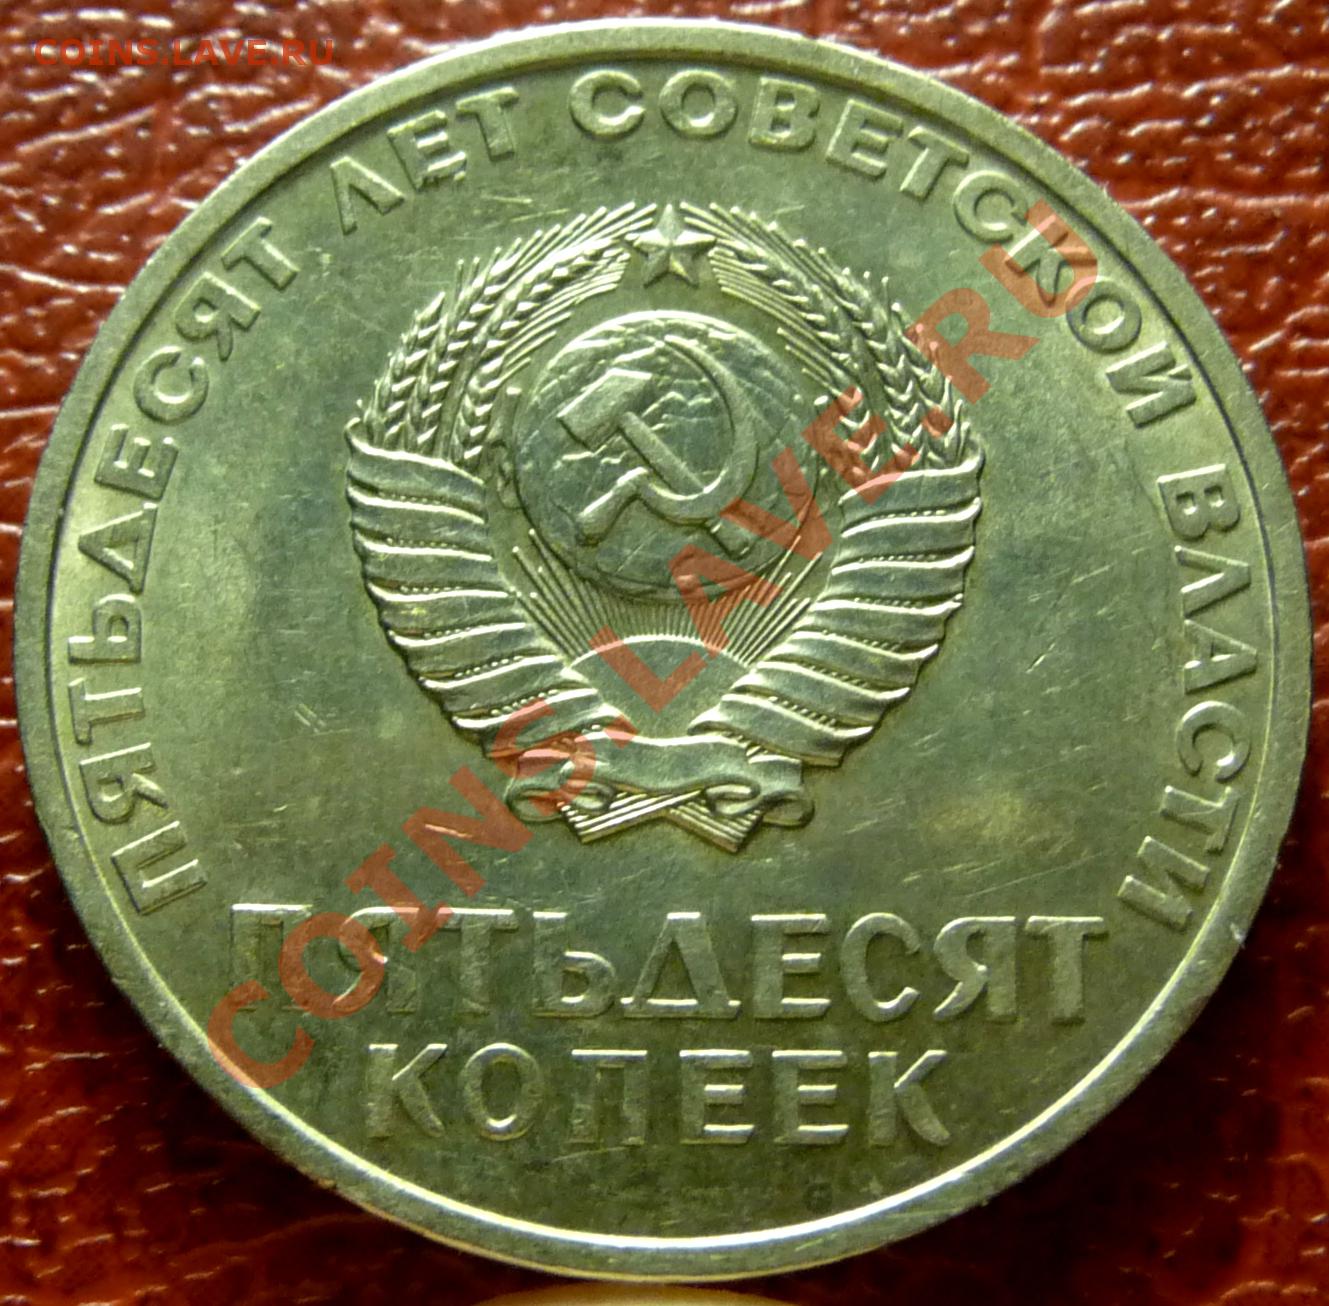 COINS.LAVE.RU
ПЯТЬДЕСЯТ ЛЕТ СОВЕТСКОЙ ВЛАСТИ
COINS.LAVE.RU
ПЯТЬДЕСЯТ
КОПЕЕК